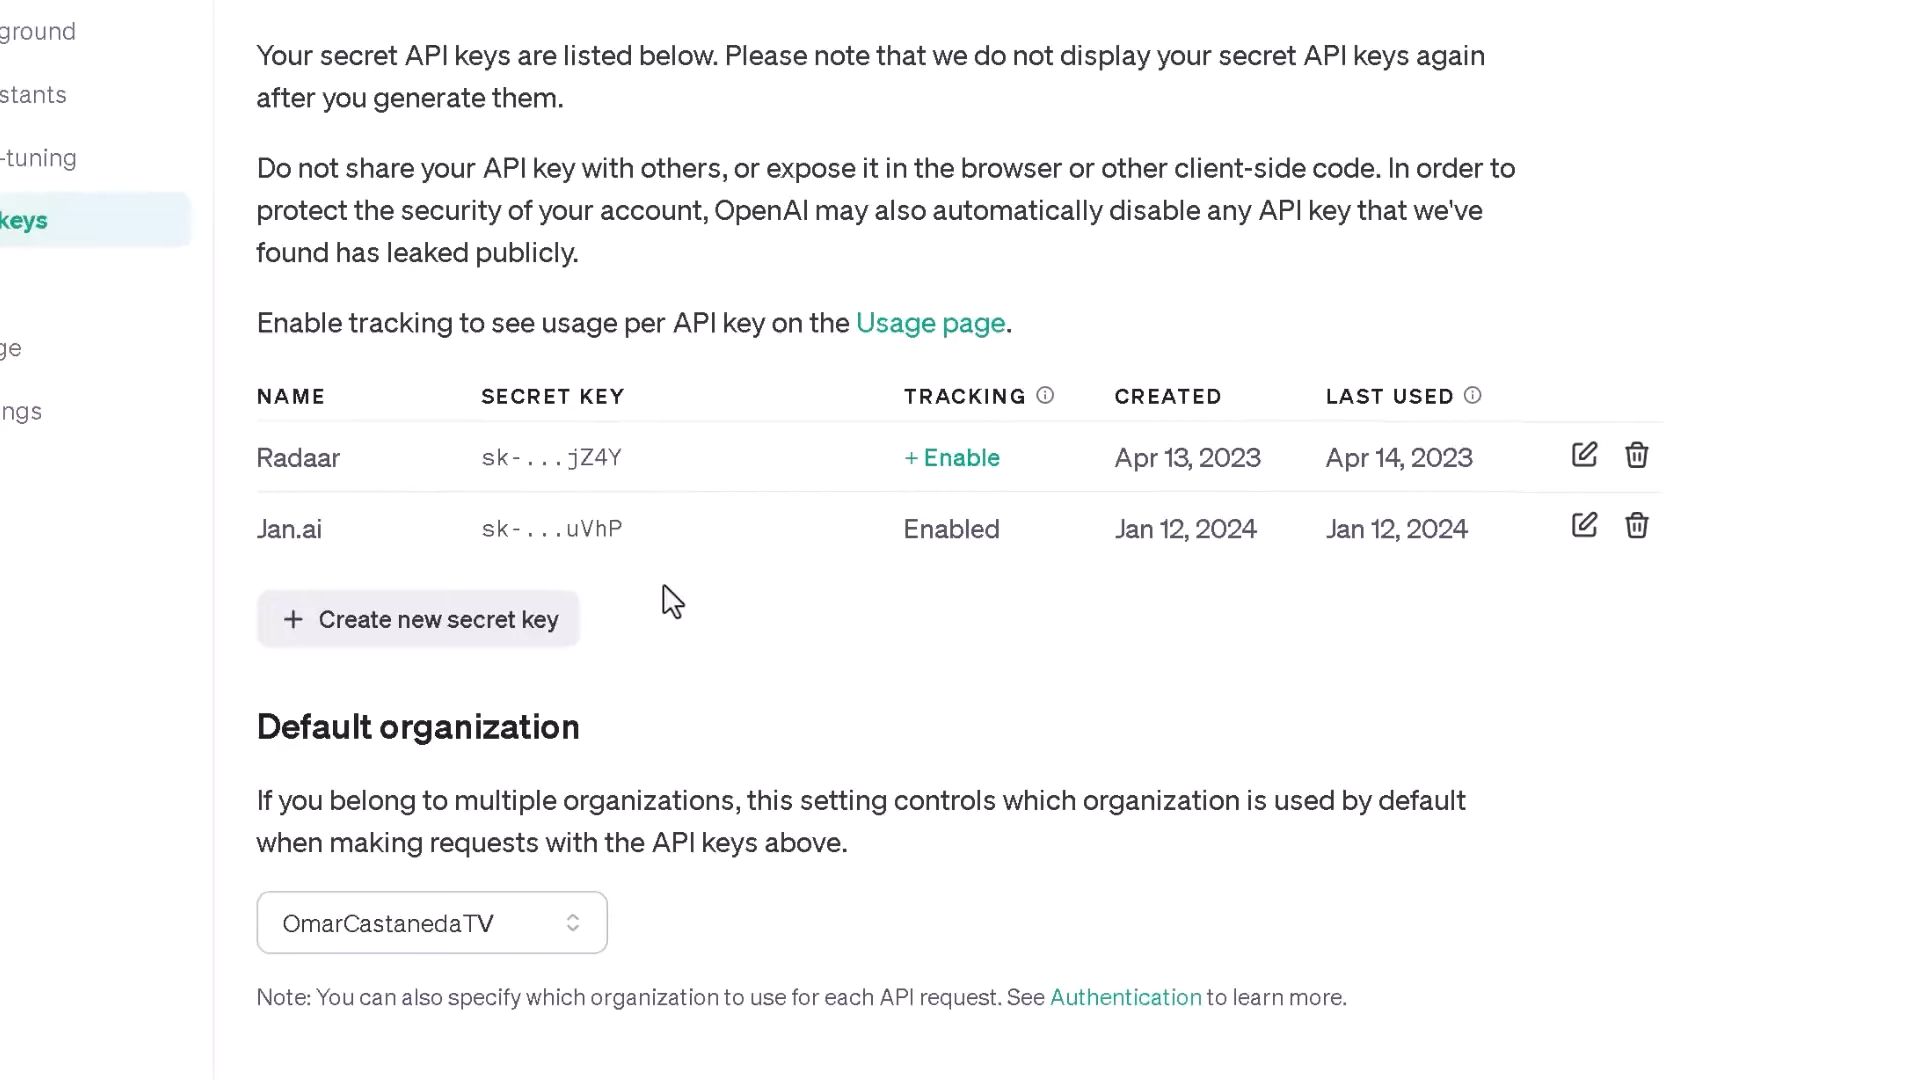 ground
stants
-tuning
keys
ge
ngs
Your secret API keys are listed below. Please note that we do not display your secret API keys again
after you generate them.
Do not share your API key with others, or expose it in the browser or other client-side code. In order to
protect the security of your account, OpenAI may also automatically disable any API key that we've
found has leaked publicly.
Enable tracking to see usage per API key on the Usage page.
NAME SECRET KEY TRACKING CREATED LAST USED
Radaar sk-...jZ4Y + Enable Apr 13, 2023 Apr 14, 2023
Jan.ai sk-...uVhP Enabled Jan 12, 2024 Jan 12, 2024
+ Create new secret key
Default organization
If you belong to multiple organizations, this setting controls which organization is used by default
when making requests with the API keys above.
OmarCastanedaTV
Note: You can also specify which organization to use for each API request. See Authentication to learn more.